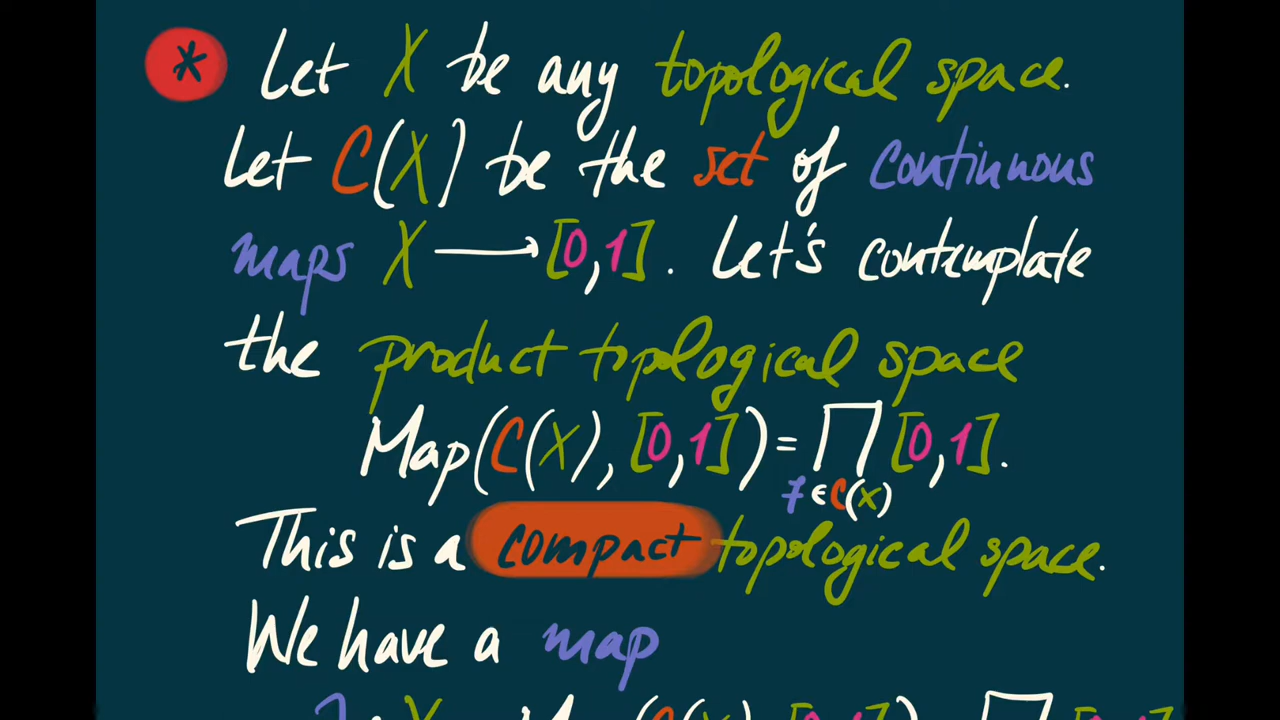 * Let X be any topological space.
Let C(X) be the set of continuous
maps X ⟶ [0,1]. Let's contemplate
the product topological space
Map(C(X), [0,1]) = ∏ [0,1].
f ∈ C(X)
This is a compact topological space.
We have a map